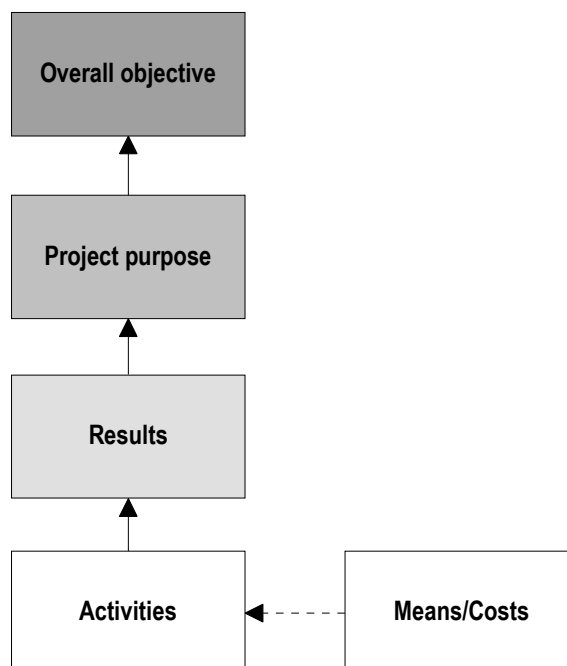 Overall objective
Project purpose
Results
Activities
Means/Costs